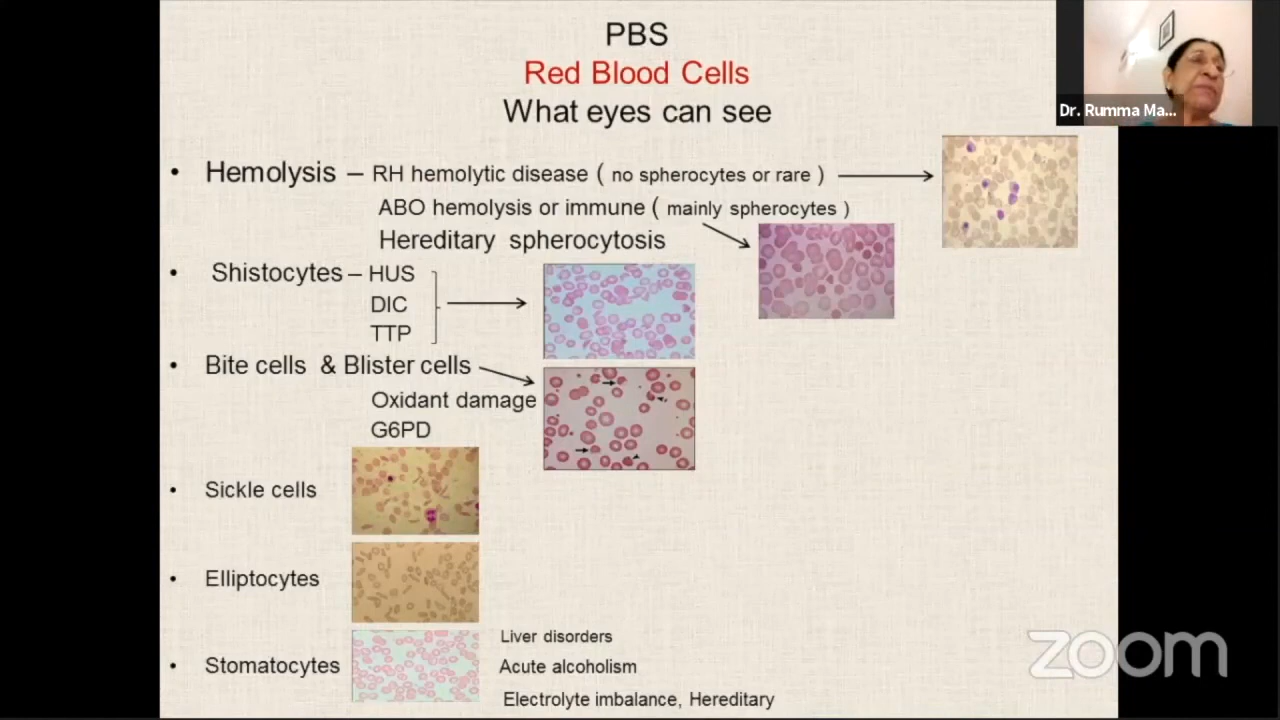 PBS
Red Blood Cells
What eyes can see
Dr. Rumma Ma...
• Hemolysis – RH hemolytic disease ( no spherocytes or rare )
ABO hemolysis or immune ( mainly spherocytes )
Hereditary spherocytosis
• Shistocytes – HUS
DIC
TTP
• Bite cells & Blister cells
Oxidant damage
G6PD
• Sickle cells
• Elliptocytes
• Stomatocytes
Liver disorders
Acute alcoholism
Electrolyte imbalance, Hereditary
zoom